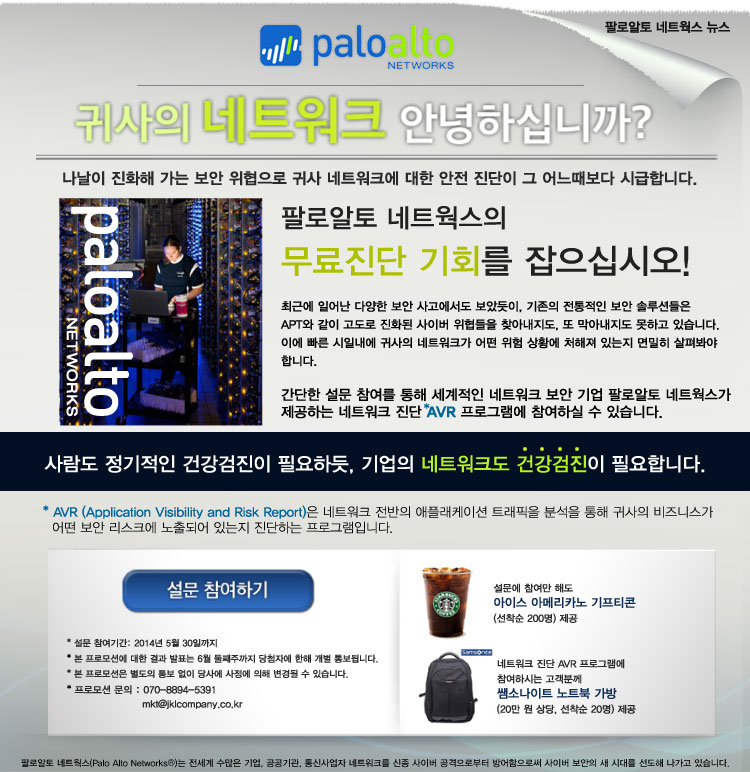 팔로알토 네트웍스 뉴스
paloalto
NETWORKS
귀사의 네트워크 안녕하십니까?
나날이 진화해 가는 보안 위협으로 귀사 네트워크에 대한 안전 진단이 그 어느때보다 시급합니다.
paloalto
NETWORKS
팔로알토 네트웍스의
무료진단 기회를 잡으십시오!
최근에 일어난 다양한 보안 사고에서도 보았듯이, 기존의 전통적인 보안 솔루션들은
APT와 같이 고도로 진화된 사이버 위협들을 찾아내지도, 또 막아내지도 못하고 있습니다.
이에 빠른 시일내에 귀사의 네트워크가 어떤 위험 상황에 처해져 있는지 면밀히 살펴봐야
합니다.
간단한 설문 참여를 통해 세계적인 네트워크 보안 기업 팔로알토 네트웍스가
제공하는 네트워크 진단 *AVR 프로그램에 참여하실 수 있습니다.
사람도 정기적인 건강검진이 필요하듯, 기업의 네트워크도 건강검진이 필요합니다.
* AVR (Application Visibility and Risk Report)은 네트워크 전반의 애플래케이션 트래픽을 분석을 통해 귀사의 비즈니스가
어떤 보안 리스크에 노출되어 있는지 진단하는 프로그램입니다.
설문 참여하기
* 설문 참여기간: 2014년 5월 30일까지
* 본 프로모션에 대한 결과 발표는 6월 둘째주까지 당첨자에 한해 개별 통보됩니다.
* 본 프로모션은 별도의 통보 없이 당사에 사정에 의해 변경될 수 있습니다.
* 프로모션 문의 : 070-8894-5391
mkt@jklcompany.co.kr
설문에 참여만 해도
아이스 아메리카노 기프티콘
(선착순 200명) 제공
Samsonite
네트워크 진단 AVR 프로그램에
참여하시는 고객분께
쌤소나이트 노트북 가방
(20만 원 상당, 선착순 20명) 제공
팔로알토 네트웍스(Palo Alto Networks®)는 전세계 수많은 기업, 공공기관, 통신사업자 네트워크를 신종 사이버 공격으로부터 방어함으로써 사이버 보안의 새 시대를 선도해 나가고 있습니다.